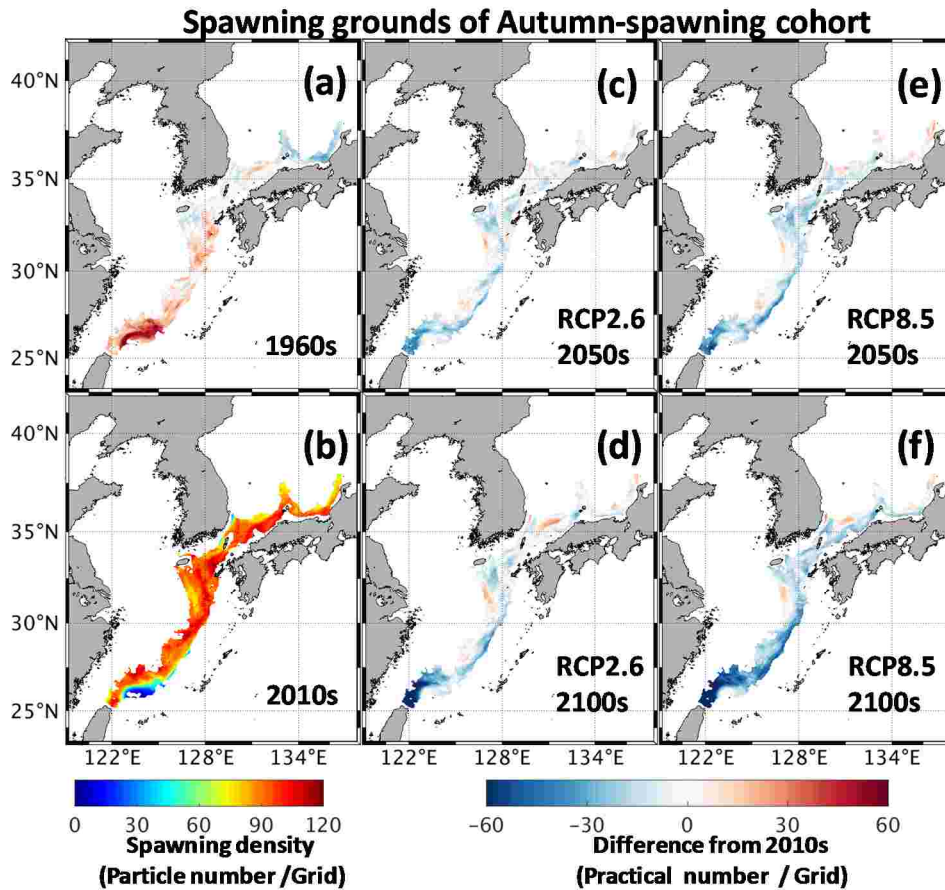 Spawning grounds of Autumn-spawning cohort
40°N
35°N
30°N
25°N
(a)
1960s
(c)
RCP2.6
2050s
(e)
RCP8.5
2050s
40°N
35°N
30°N
25°N
(b)
2010s
(d)
RCP2.6
2100s
(f)
RCP8.5
2100s
122°E 128°E 134°E
122°E 128°E 134°E
122°E 128°E 134°E
0 30 60 90 120
Spawning density
(Particle number /Grid)
−60 −30 0 30 60
Difference from 2010s
(Practical number / Grid)